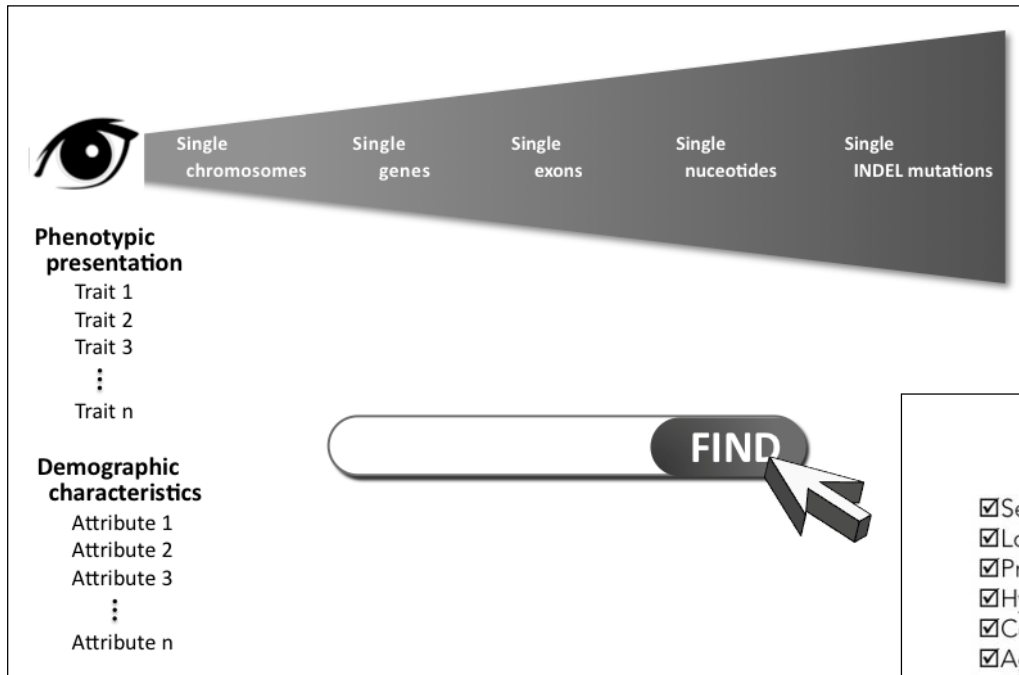 Single
chromosomes
Single
genes
Single
exons
Single
nuceotides
Single
INDEL mutations
Phenotypic
presentation
Trait 1
Trait 2
Trait 3
Trait n
FIND
Demographic
characteristics
Attribute 1
Attribute 2
Attribute 3
Attribute n